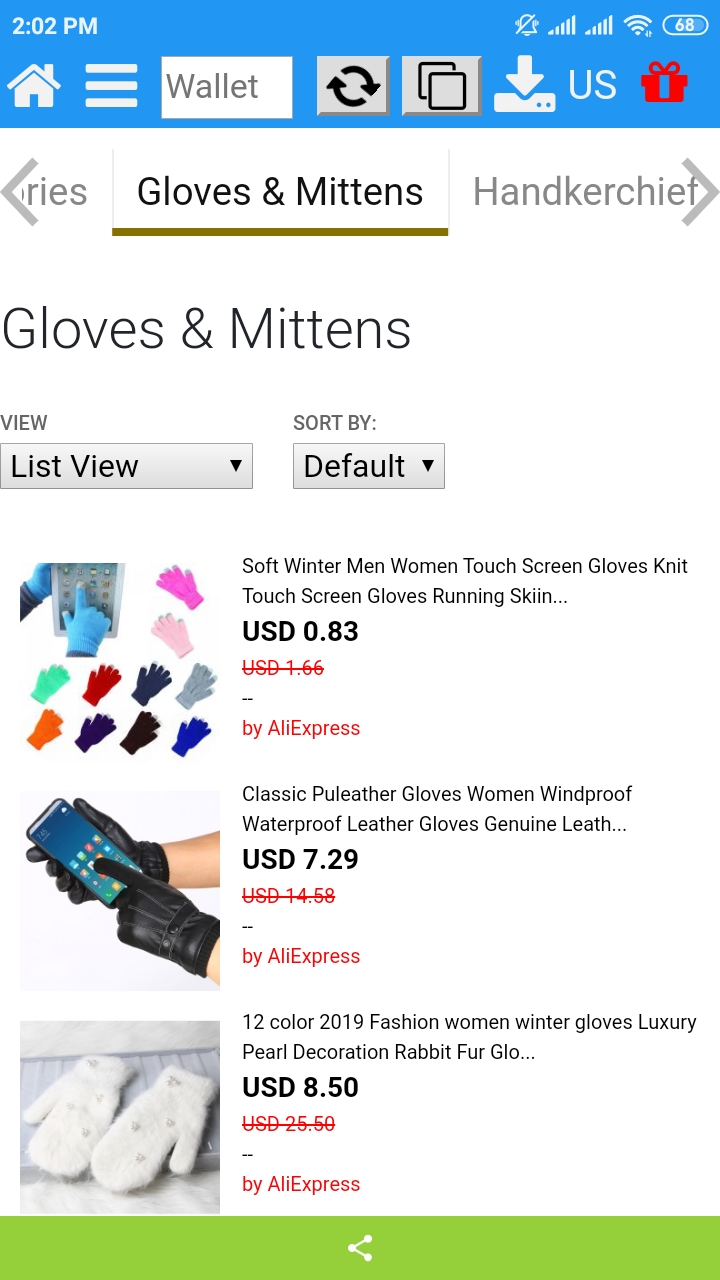 2:02 PM
68
Wallet
US
ries
Gloves & Mittens
Handkerchief
Gloves & Mittens
VIEW
SORT BY:
List View
Default
Soft Winter Men Women Touch Screen Gloves Knit
Touch Screen Gloves Running Skiin...
USD 0.83
USD 1.66
--
by AliExpress
Classic Puleather Gloves Women Windproof
Waterproof Leather Gloves Genuine Leath...
USD 7.29
USD 14.58
--
by AliExpress
12 color 2019 Fashion women winter gloves Luxury
Pearl Decoration Rabbit Fur Glo...
USD 8.50
USD 25.50
--
by AliExpress